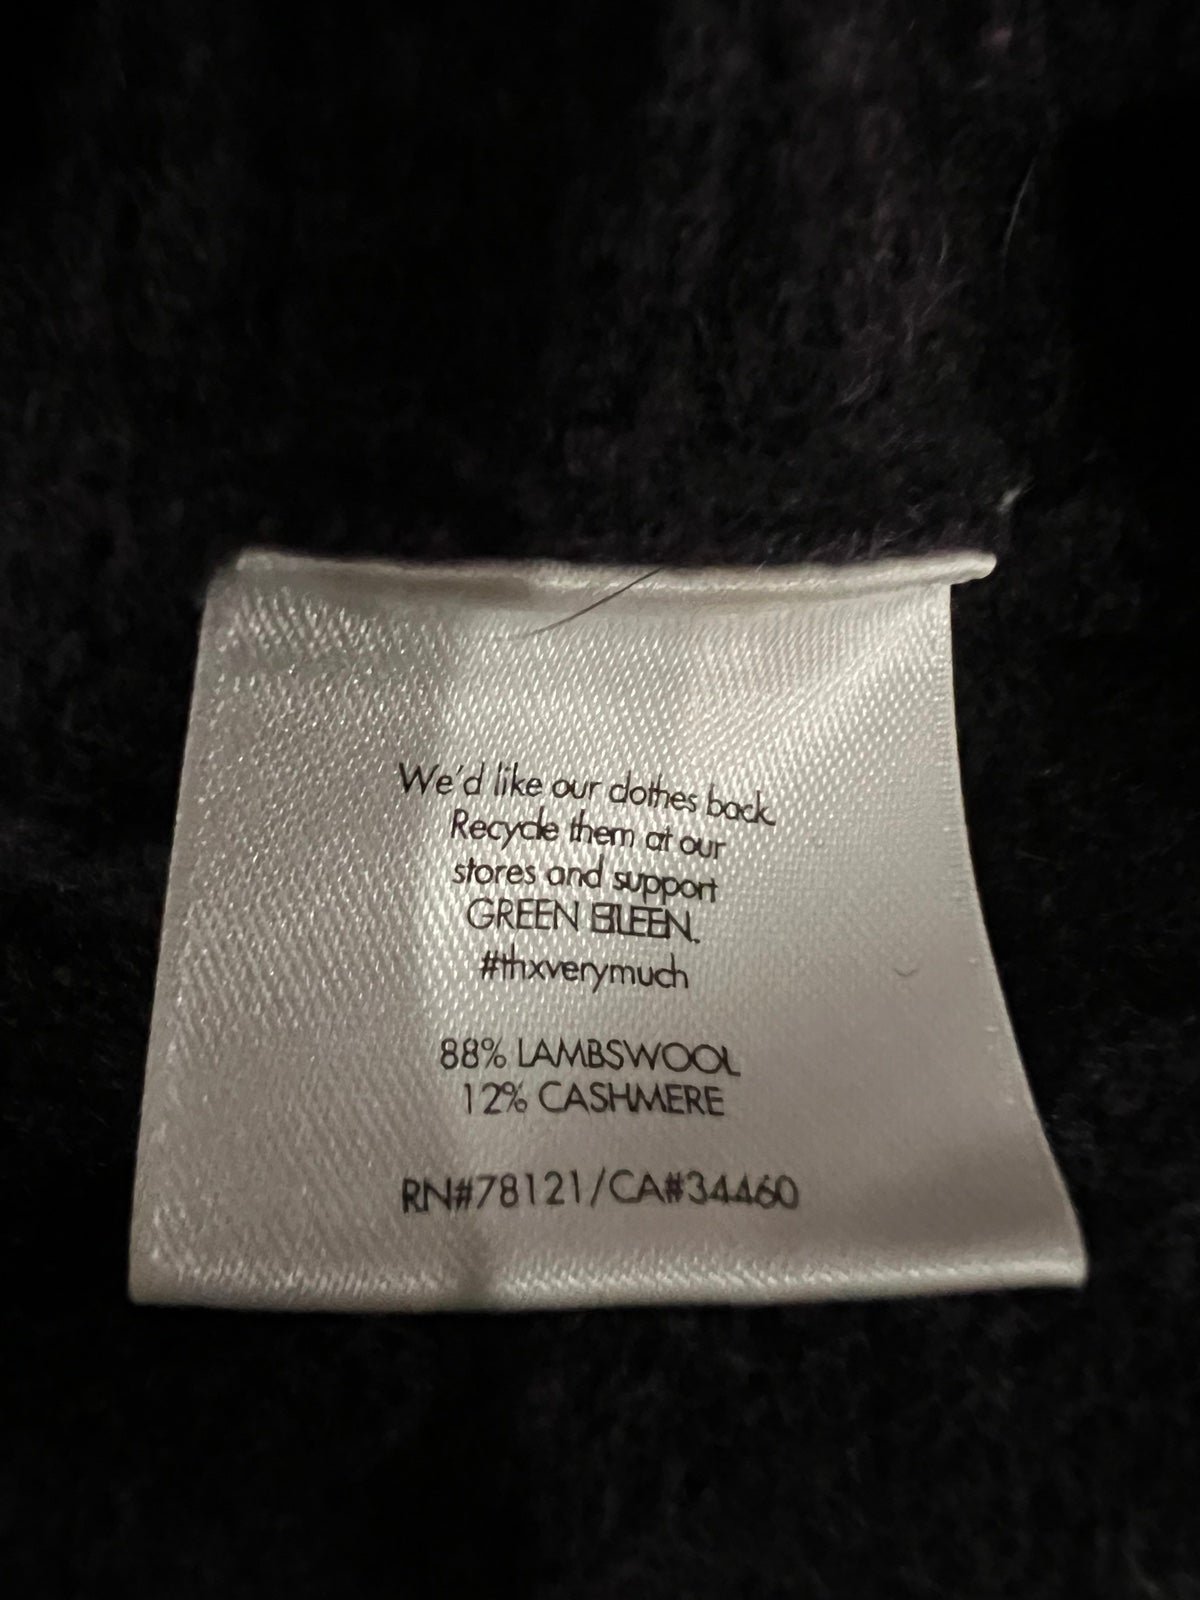 We'd like our clothes back.
Recycle them at our
stores and support
GREEN EILEEN.
#thxverymuch
88% LAMBSWOOL
12% CASHMERE
RN#78121/CA#34460